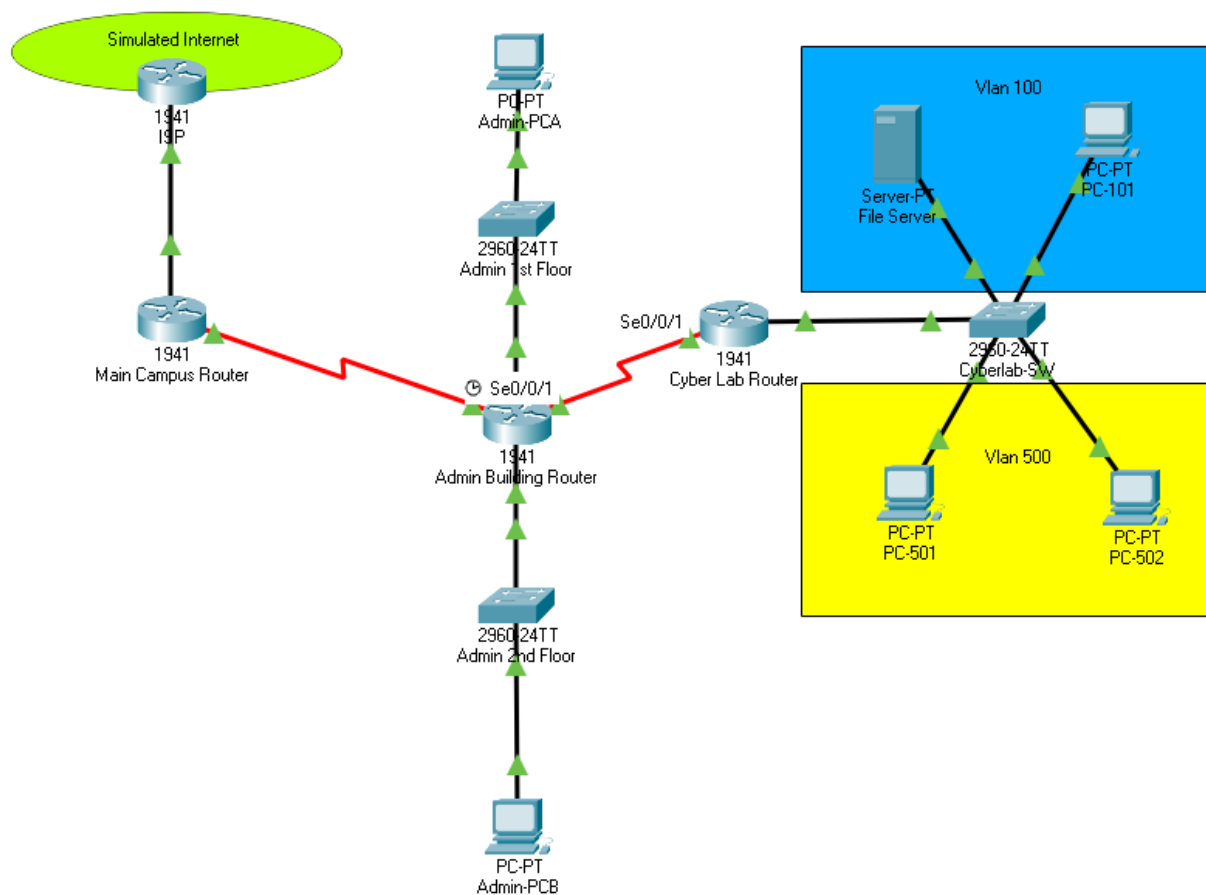 Simulated Internet
1941
ISP
PC-PT
Admin-PCA
2960-24TT
Admin 1st Floor
1941
Main Campus Router
Se0/0/1
1941
Admin Building Router
Se0/0/1
1941
Cyber Lab Router
Vlan 100
Server-PT
File Server
PC-PT
PC-101
2960-24TT
Cyberlab-SW
Vlan 500
PC-PT
PC-501
PC-PT
PC-502
2960-24TT
Admin 2nd Floor
PC-PT
Admin-PCB